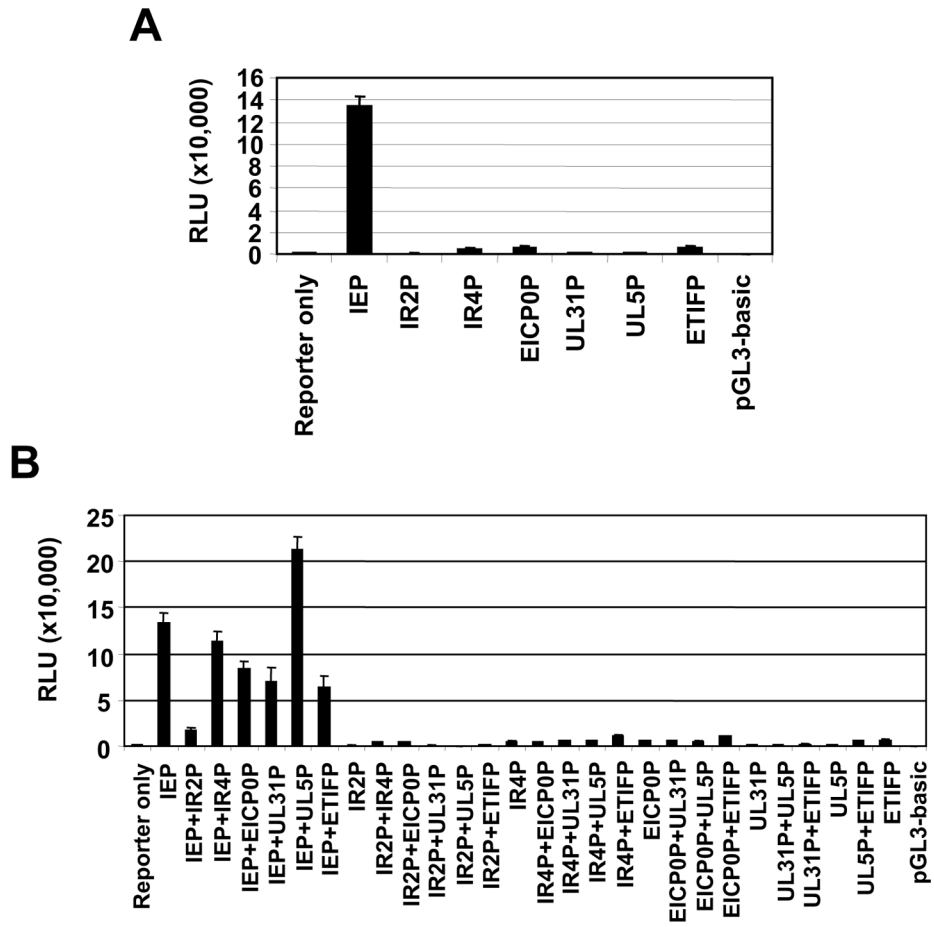 A
RLU (x10,000)
16
14
12
10
8
6
4
2
0
Reporter only
IEP
IR2P
IR4P
EICP0P
UL31P
UL5P
ETIFP
pGL3-basic
B
RLU (x10,000)
25
20
15
10
5
0
Reporter only
IEP
IEP+IR2P
IEP+IR4P
IEP+EICP0P
IEP+UL31P
IEP+UL5P
IEP+ETIFP
IR2P
IR2P+IR4P
IR2P+EICP0P
IR2P+UL31P
IR2P+UL5P
IR2P+ETIFP
IR4P
IR4P+EICP0P
IR4P+UL31P
IR4P+UL5P
IR4P+ETIFP
EICP0P
EICP0P+UL31P
EICP0P+UL5P
EICP0P+ETIFP
UL31P
UL31P+UL5P
UL31P+ETIFP
UL5P
UL5P+ETIFP
ETIFP
pGL3-basic